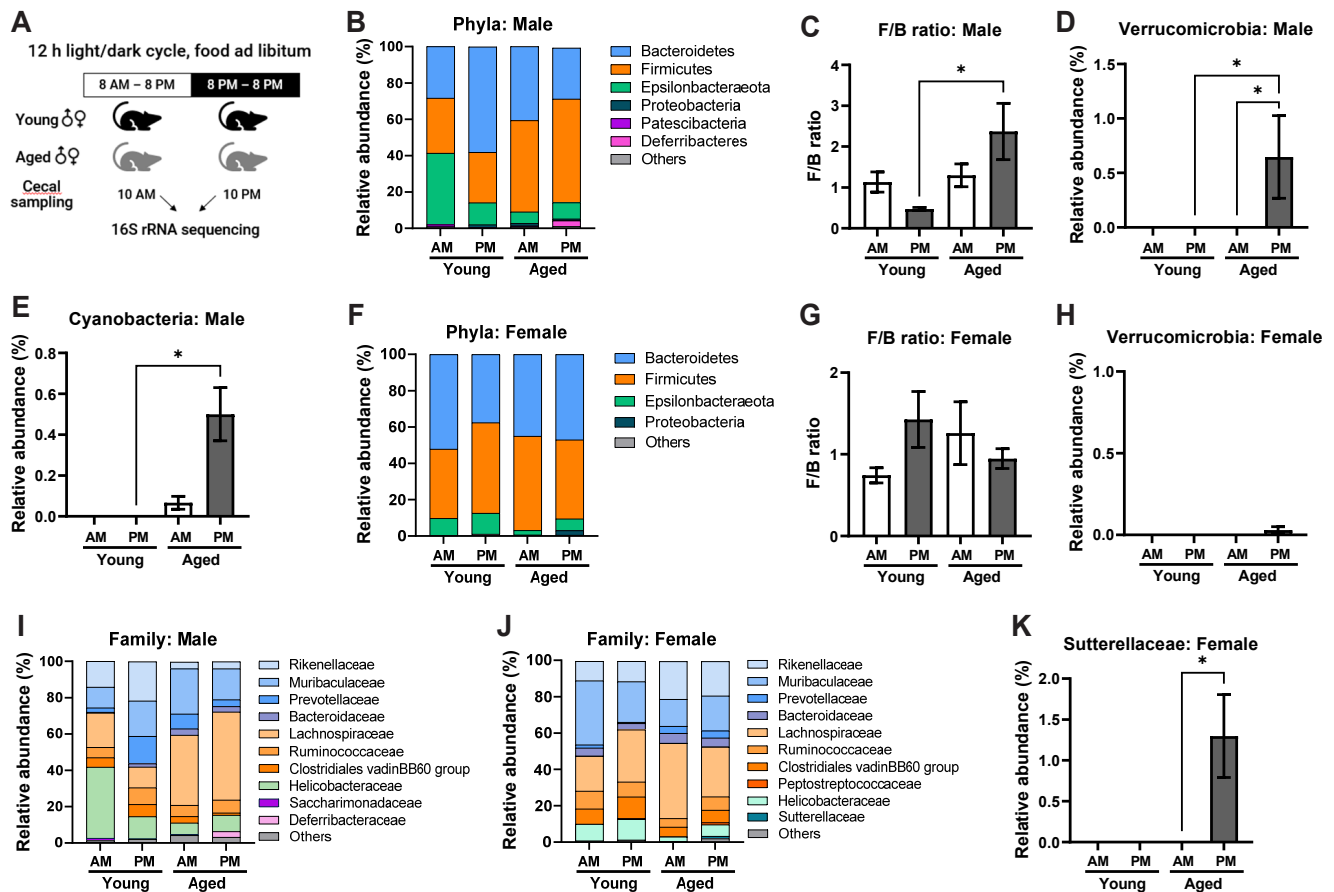 A
12 h light/dark cycle, food ad libitum
8 AM – 8 PM
8 PM – 8 PM
Young ♂♀
Aged ♂♀
Cecal
sampling
10 AM
10 PM
16S rRNA sequencing
B
Phyla: Male
Relative abundance (%)
100
80
60
40
20
0
AM
PM
AM
PM
Young
Aged
Bacteroidetes
Firmicutes
Epsilonbacteræota
Proteobacteria
Patescibacteria
Deferribacteres
Others
C
F/B ratio: Male
F/B ratio
4
3
2
1
0
*
AM
PM
AM
PM
Young
Aged
D
Verrucomicrobia: Male
Relative abundance (%)
1.5
1.0
0.5
0.0
*
*
AM
PM
AM
PM
Young
Aged
E
Cyanobacteria: Male
Relative abundance (%)
0.8
0.6
0.4
0.2
0.0
*
AM
PM
AM
PM
Young
Aged
F
Phyla: Female
Relative abundance (%)
100
80
60
40
20
0
AM
PM
AM
PM
Young
Aged
Bacteroidetes
Firmicutes
Epsilonbacteræota
Proteobacteria
Others
G
F/B ratio: Female
F/B ratio
2
1
0
AM
PM
AM
PM
Young
Aged
H
Verrucomicrobia: Female
Relative abundance (%)
1.0
0.5
0.0
AM
PM
AM
PM
Young
Aged
I
Family: Male
Relative abundance (%)
100
80
60
40
20
0
AM
PM
AM
PM
Young
Aged
Rikenellaceae
Muribaculaceae
Prevotellaceae
Bacteroidaceae
Lachnospiraceae
Ruminococcaceae
Clostridiales vadinBB60 group
Helicobacteraceae
Saccharimonadaceae
Deferribacteraceae
Others
J
Family: Female
Relative abundance (%)
100
80
60
40
20
0
AM
PM
AM
PM
Young
Aged
Rikenellaceae
Muribaculaceae
Prevotellaceae
Bacteroidaceae
Lachnospiraceae
Ruminococcaceae
Clostridiales vadinBB60 group
Peptostreptococcaceae
Helicobacteraceae
Sutterellaceae
Others
K
Sutterellaceae: Female
Relative abundance (%)
2.0
1.5
1.0
0.5
0.0
*
AM
PM
AM
PM
Young
Aged